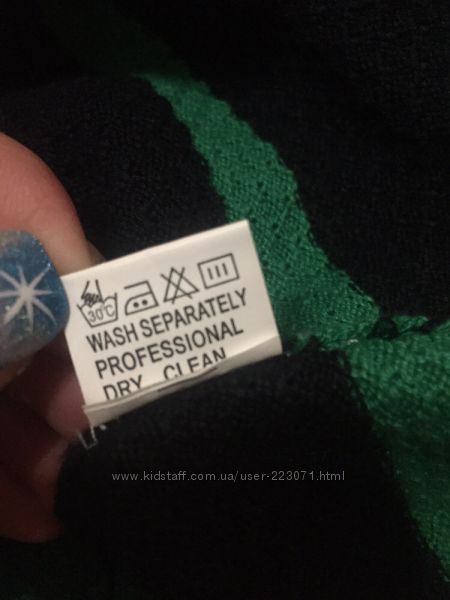 30°C
WASH SEPARATELY
PROFESSIONAL
DRY CLEAN
www.kidstaff.com.ua/user-223071.html